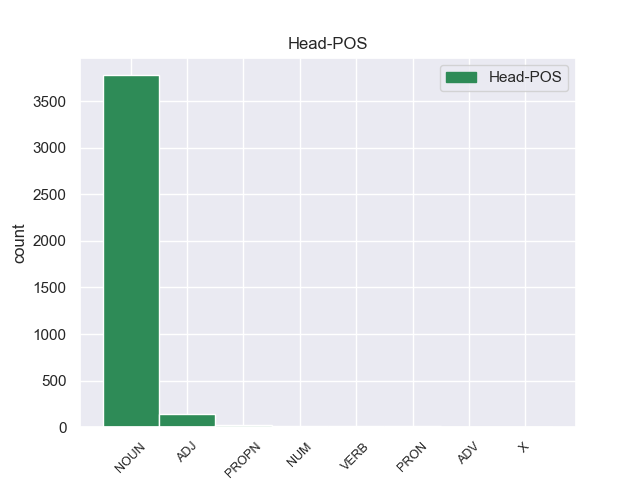 Head-POS
Head-POS
3500
3000
2500
2000
1500
1000
500
0
count
NOUN
ADJ
PROPN
NUM
VERB
PRON
ADV
X